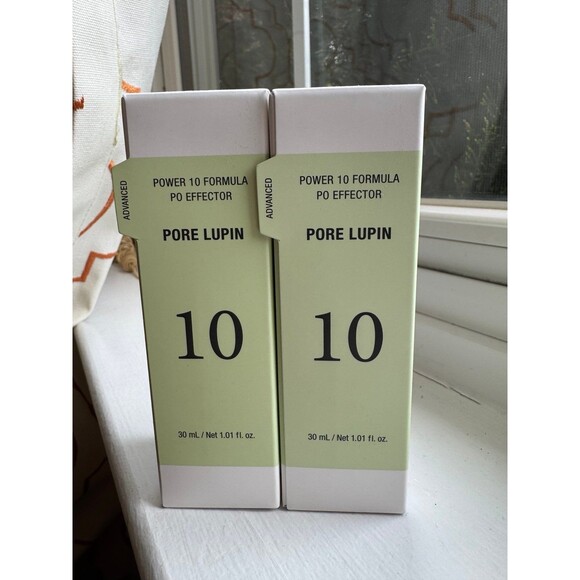 ADVANCED
POWER 10 FORMULA
PO EFFECTOR
PORE LUPIN
10
30 mL / Net 1.01 fl. oz.
ADVANCED
POWER 10 FORMULA
PO EFFECTOR
PORE LUPIN
10
30 mL / Net 1.01 fl. oz.